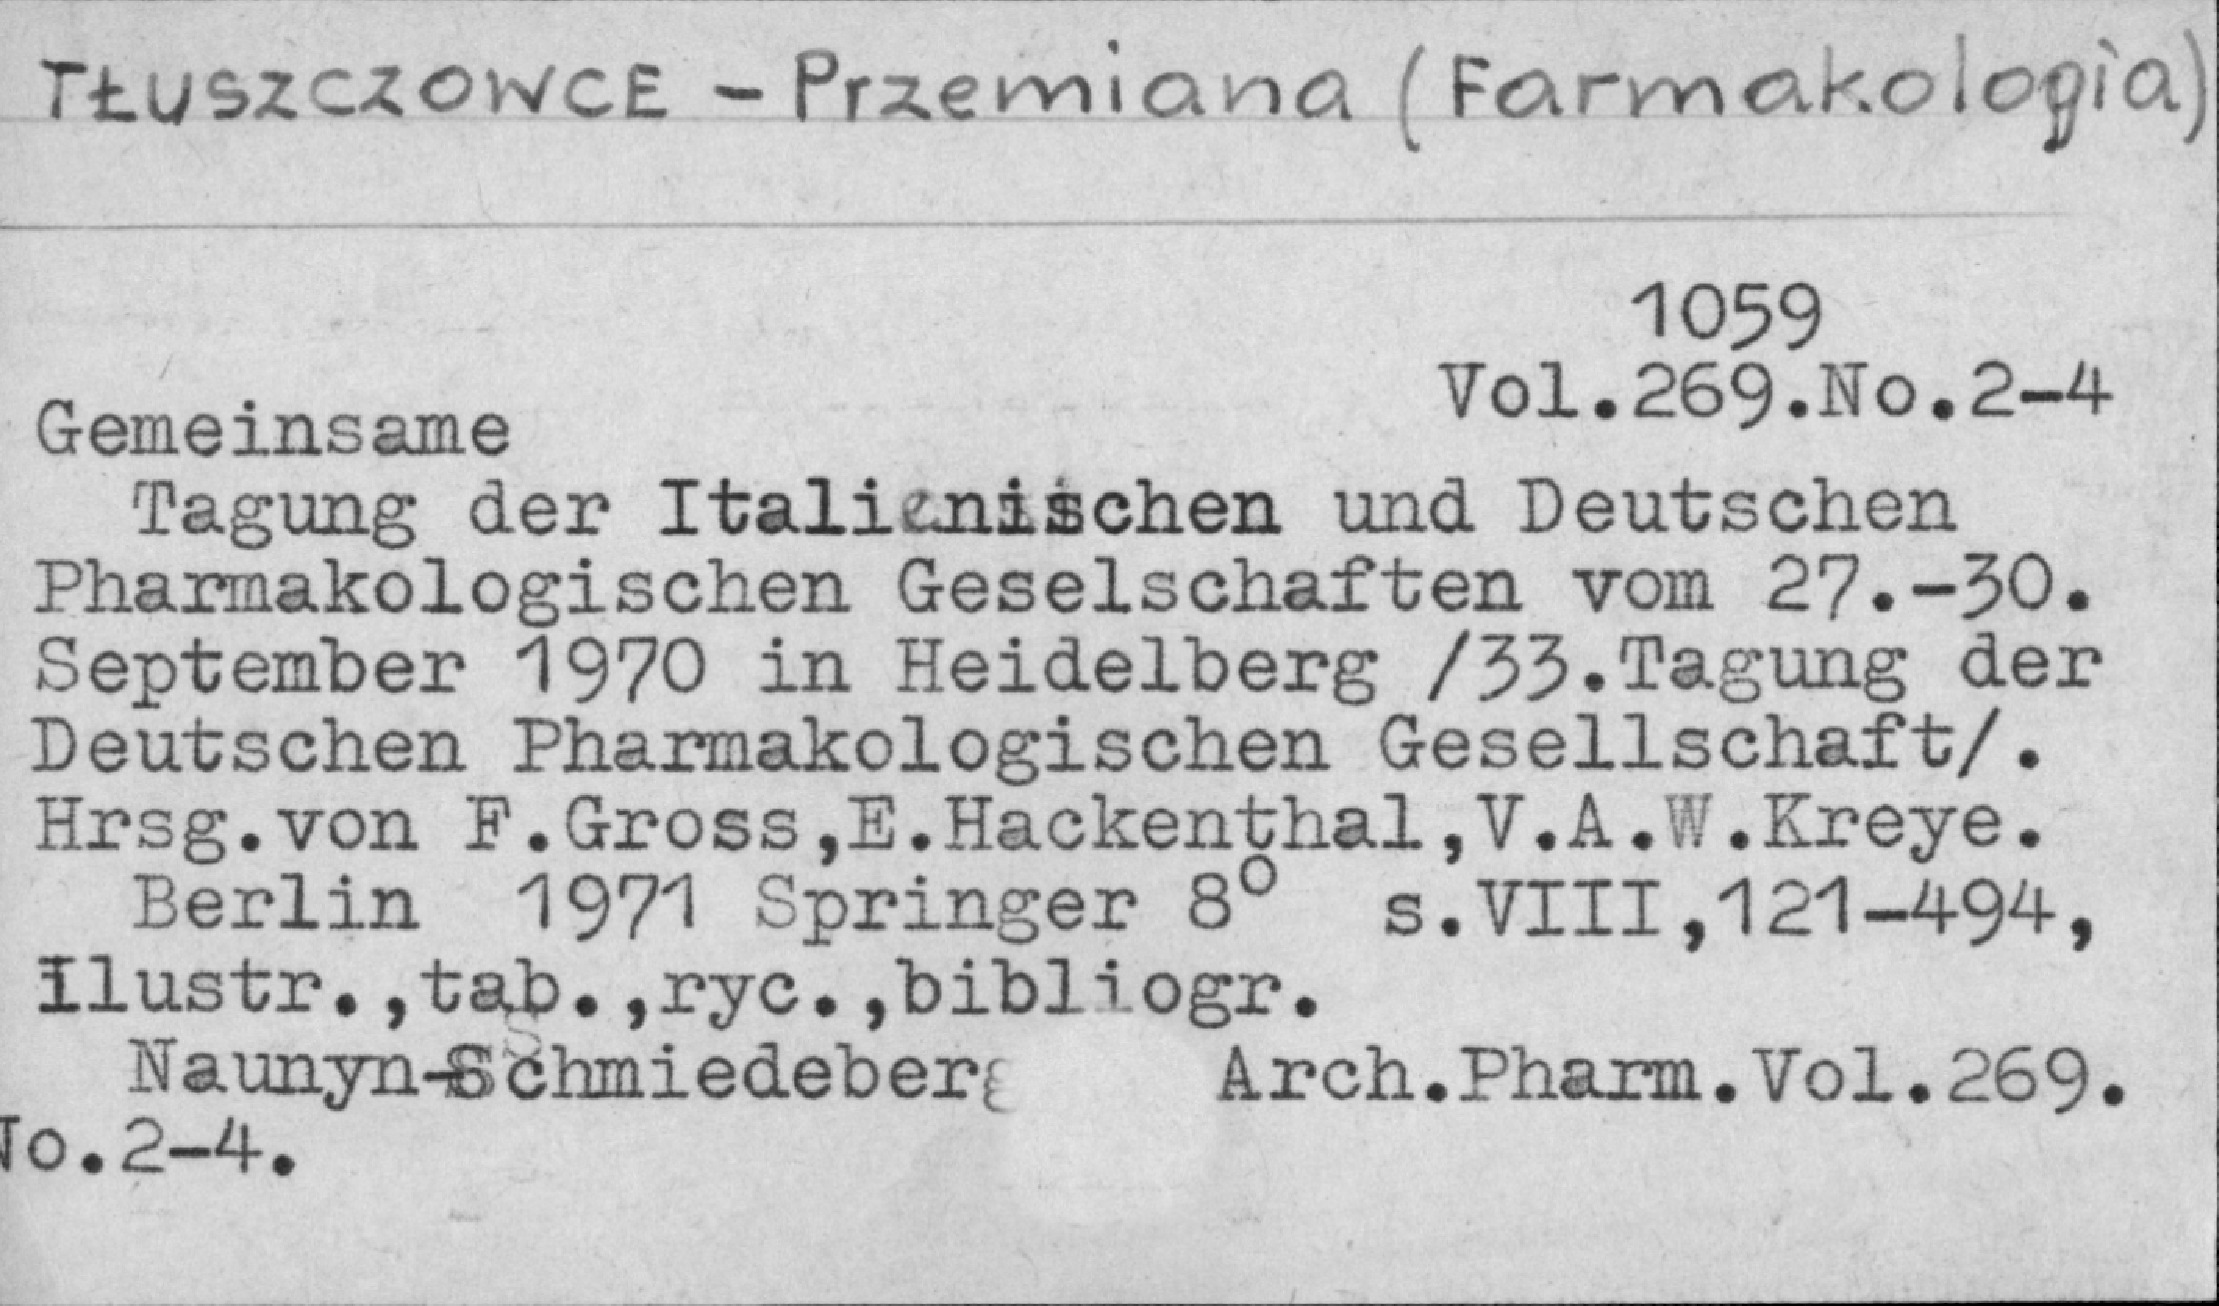 TŁUSZCZOWCE - Przemiana (Farmakologia)
1059
Vol.269.No.2-4
Gemeinsame
Tagung der Italienischen und Deutschen
Pharmakologischen Geselschaften vom 27.-30.
September 1970 in Heidelberg /33.Tagung der
Deutschen Pharmakologischen Gesellschaft/.
Hrsg.von F.Gross,E.Hackenthal,V.A.W.Kreye.
Berlin 1971 Springer 8° s.VIII,121-494,
ilustr.,tab.,ryc.,bibliogr.
Naunyn-Schmiedeberg Arch.Pharm.Vol.269.
No.2-4.